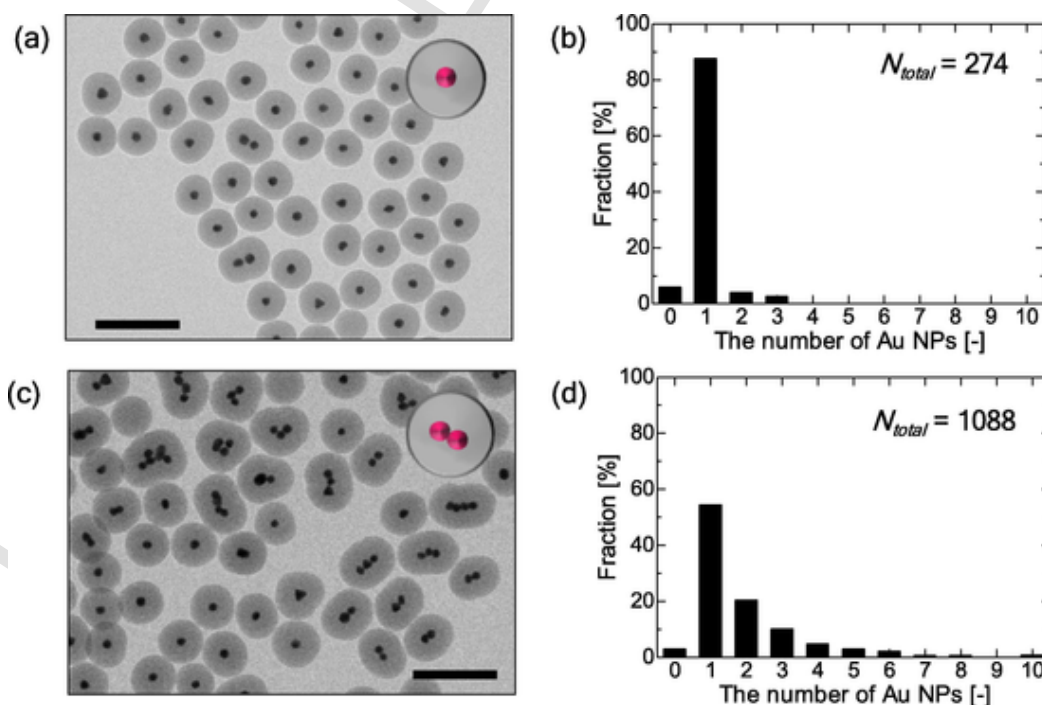 (a)
(b)
100
80
60
40
20
0
Fraction [%]
N_total = 274
0 1 2 3 4 5 6 7 8 9 10
The number of Au NPs [-]
(c)
(d)
100
80
60
40
20
0
Fraction [%]
N_total = 1088
0 1 2 3 4 5 6 7 8 9 10
The number of Au NPs [-]